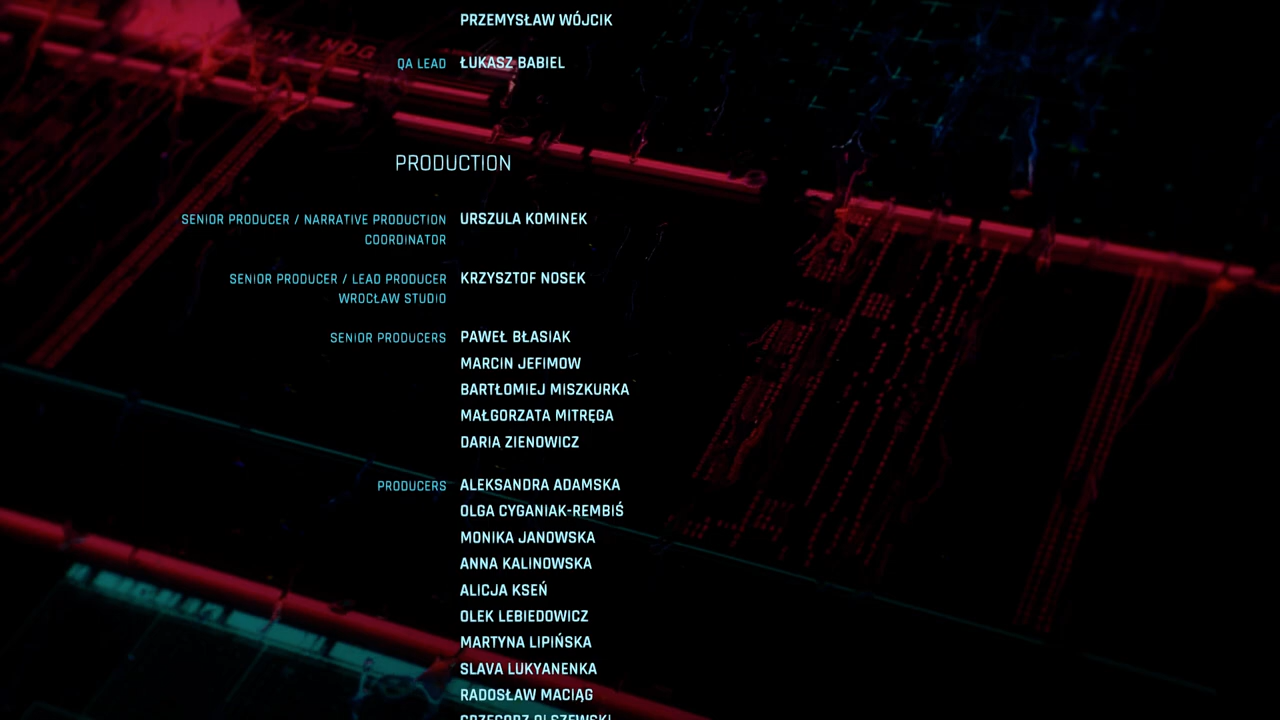 PRZEMYSŁAW WÓJCIK
QA LEAD ŁUKASZ BABIEL
PRODUCTION
SENIOR PRODUCER / NARRATIVE PRODUCTION URSZULA KOMINEK
COORDINATOR
SENIOR PRODUCER / LEAD PRODUCER KRZYSZTOF NOSEK
WROCŁAW STUDIO
SENIOR PRODUCERS PAWEŁ BŁASIAK
MARCIN JEFIMOW
BARTŁOMIEJ MISZKURKA
MAŁGORZATA MITRĘGA
DARIA ZIENOWICZ
PRODUCERS ALEKSANDRA ADAMSKA
OLGA CYGANIAK-REMBIŚ
MONIKA JANOWSKA
ANNA KALINOWSKA
ALICJA KSEŃ
OLEK LEBIEDOWICZ
MARTYNA LIPIŃSKA
SLAVA LUKYANENKA
RADOSŁAW MACIĄG
GRZEGORZ OLSZEWSKI